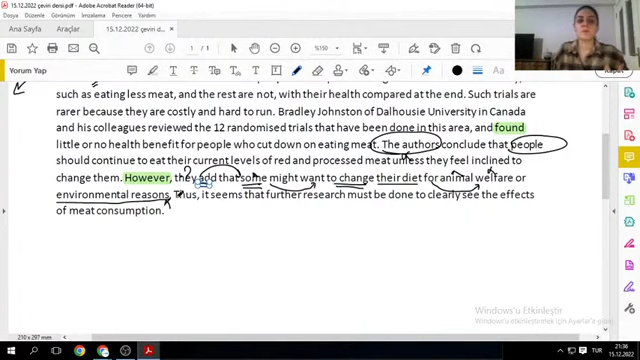 15.12.2022 çeviri dersi.pdf - Adobe Acrobat Reader DC (64-bit)
Ana Sayfa Araçlar 15.12.2022 çeviri ders...
1 / 1 %150
Yorum Yap Kapat
such as eating less meat, and the rest are not, with their health compared at the end. Such trials are
rarer because they are costly and hard to run. Bradley Johnston of Dalhousie University in Canada
and his colleagues reviewed the 12 randomised trials that have been done in this area, and found
little or no health benefit for people who cut down on eating meat. The authors conclude that people
should continue to eat their current levels of red and processed meat unless they feel inclined to
change them. However, they add that some might want to change their diet for animal welfare or
environmental reasons. Thus, it seems that further research must be done to clearly see the effects
of meat consumption.
Windows'u Etkinleştir
Windows'u etkinleştirmek için Ayarlar'a gidin.
210 x 297 mm
TUR
21:36
15.12.2022